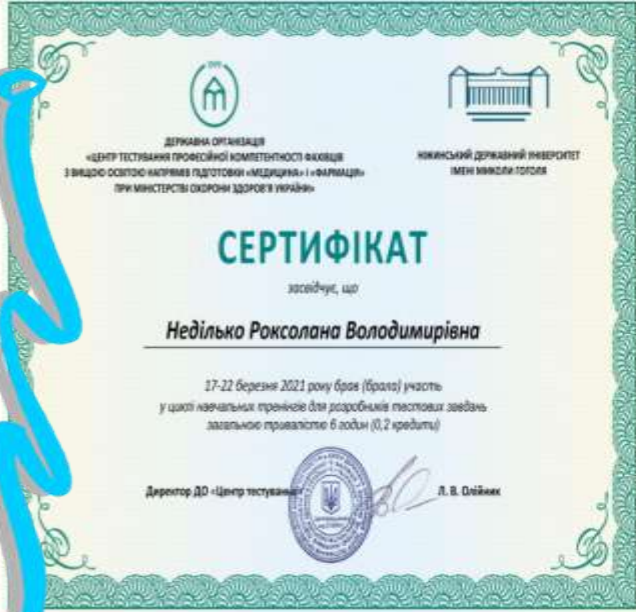 ДЕРЖАВНА ОРГАНІЗАЦІЯ
«ЦЕНТР ТЕСТУВАННЯ ПРОФЕСІЙНОЇ КОМПЕТЕНТНОСТІ ФАХІВЦІВ
З ВИЩОЮ ОСВІТОЮ НАПРЯМІВ ПІДГОТОВКИ «МЕДИЦИНА» І «ФАРМАЦІЯ»
ПРИ МІНІСТЕРСТВІ ОХОРОНИ ЗДОРОВ'Я УКРАЇНИ»
НІЖИНСЬКИЙ ДЕРЖАВНИЙ УНІВЕРСИТЕТ
ІМЕНІ МИКОЛИ ГОГОЛЯ
СЕРТИФІКАТ
засвідчує, що
Неділько Роксолана Володимирівна
17-22 березня 2021 року брав (брала) участь
у циклі навчальних тренінгів для розробників тестових завдань
загальною тривалістю 6 годин (0,2 кредити)
Директор ДО «Центр тестування»
Л. В. Олійник